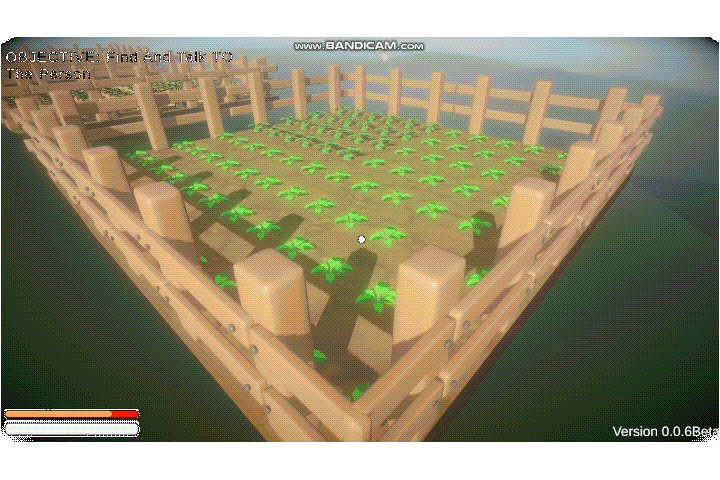 www.BANDICAM.com
OBJECTIVE: Find And Talk TO
The Person
Version 0.0.6Beta